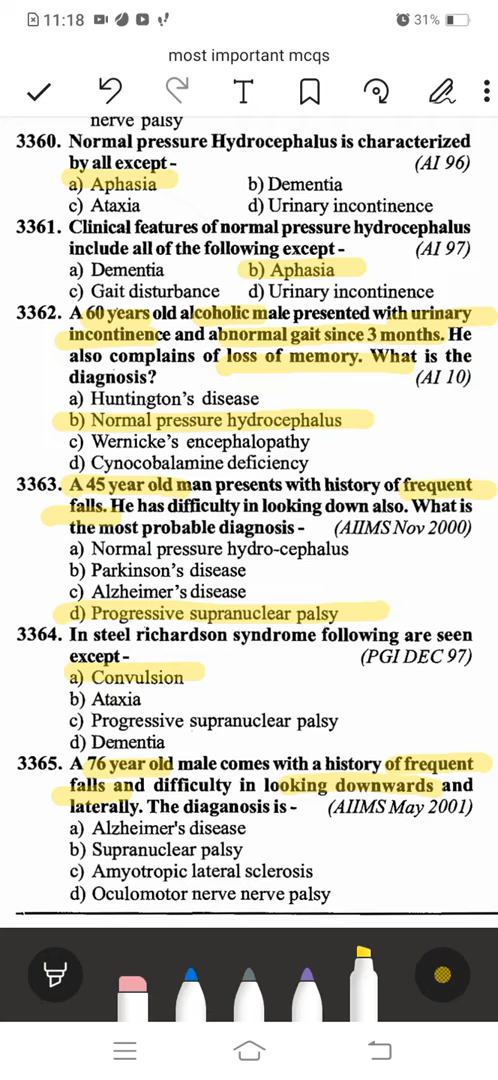 11:18
31%
most important mcqs
T
nerve palsy
3360. Normal pressure Hydrocephalus is characterized
by all except - (AI 96)
a) Aphasia b) Dementia
c) Ataxia d) Urinary incontinence
3361. Clinical features of normal pressure hydrocephalus
include all of the following except - (AI 97)
a) Dementia b) Aphasia
c) Gait disturbance d) Urinary incontinence
3362. A 60 years old alcoholic male presented with urinary
incontinence and abnormal gait since 3 months. He
also complains of loss of memory. What is the
diagnosis? (AI 10)
a) Huntington's disease
b) Normal pressure hydrocephalus
c) Wernicke's encephalopathy
d) Cynocobalamine deficiency
3363. A 45 year old man presents with history of frequent
falls. He has difficulty in looking down also. What is
the most probable diagnosis - (AIIMS Nov 2000)
a) Normal pressure hydro-cephalus
b) Parkinson's disease
c) Alzheimer's disease
d) Progressive supranuclear palsy
3364. In steel richardson syndrome following are seen
except - (PGI DEC 97)
a) Convulsion
b) Ataxia
c) Progressive supranuclear palsy
d) Dementia
3365. A 76 year old male comes with a history of frequent
falls and difficulty in looking downwards and
laterally. The diaganosis is - (AIIMS May 2001)
a) Alzheimer's disease
b) Supranuclear palsy
c) Amyotropic lateral sclerosis
d) Oculomotor nerve nerve palsy